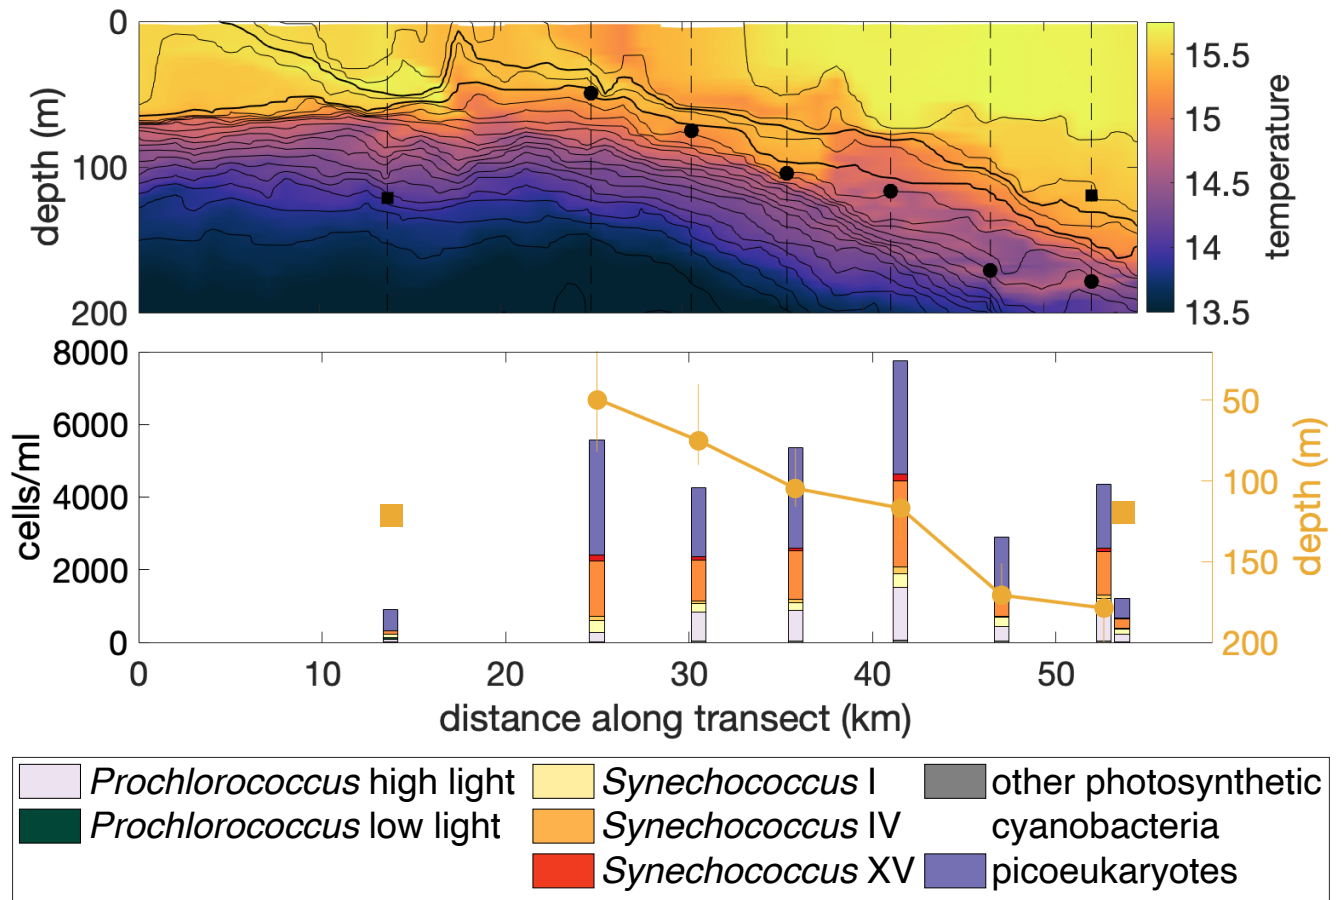 0
100
200
depth (m)
15.5
15
14.5
14
13.5
temperature
8000
6000
4000
2000
0
cells/ml
50
100
150
200
depth (m)
0 10 20 30 40 50
distance along transect (km)
Prochlorococcus high light
Prochlorococcus low light
Synechococcus I
Synechococcus IV
Synechococcus XV
other photosynthetic
cyanobacteria
picoeukaryotes